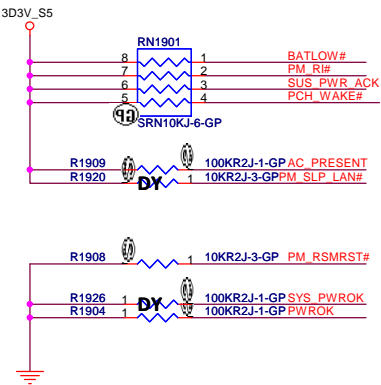 3D3V_S5
RN1901
8 1 BATLOW#
7 2 PM_RI#
6 3 SUS_PWR_ACK
5 4 PCH_WAKE#
SRN10KJ-6-GP
R1909 100KR2J-1-GP AC_PRESENT
R1920 DY 1 10KR2J-3-GP PM_SLP_LAN#
R1908 1 10KR2J-3-GP PM_RSMRST#
R1926 1 DY 100KR2J-1-GP SYS_PWROK
R1904 1 100KR2J-1-GP PWROK